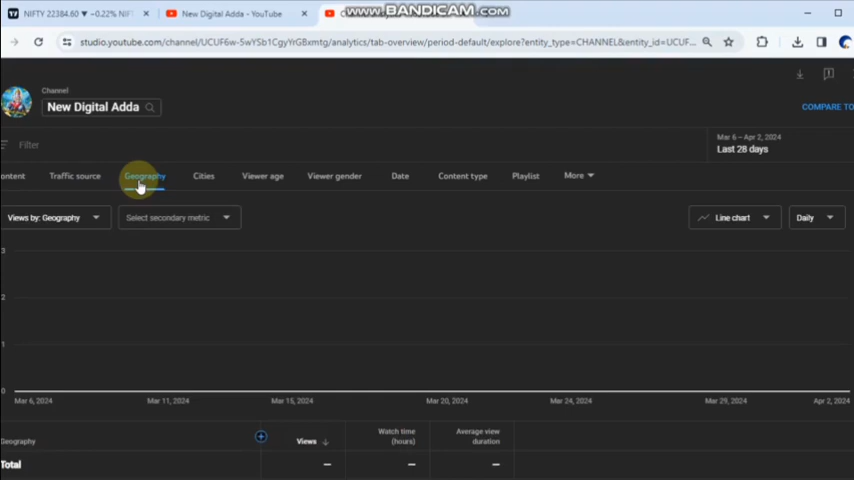 NIFTY 22384.60 ▼ −0.22% NIFT
New Digital Adda - YouTube
WWW.BANDICAM.COM
studio.youtube.com/channel/UCUF6w-5wYSb1CgyYrGBxmtg/analytics/tab-overview/period-default/explore?entity_type=CHANNEL&entity_id=UCUF...
Channel
New Digital Adda
COMPARE TO
Filter
Mar 6 – Apr 2, 2024
Last 28 days
ontent Traffic source Geography Cities Viewer age Viewer gender Date Content type Playlist More
Views by: Geography Select secondary metric Line chart Daily
3
2
1
0
Mar 6, 2024 Mar 11, 2024 Mar 15, 2024 Mar 20, 2024 Mar 24, 2024 Mar 29, 2024 Apr 2, 2024
Geography Views Watch time (hours) Average view duration
Total — — —